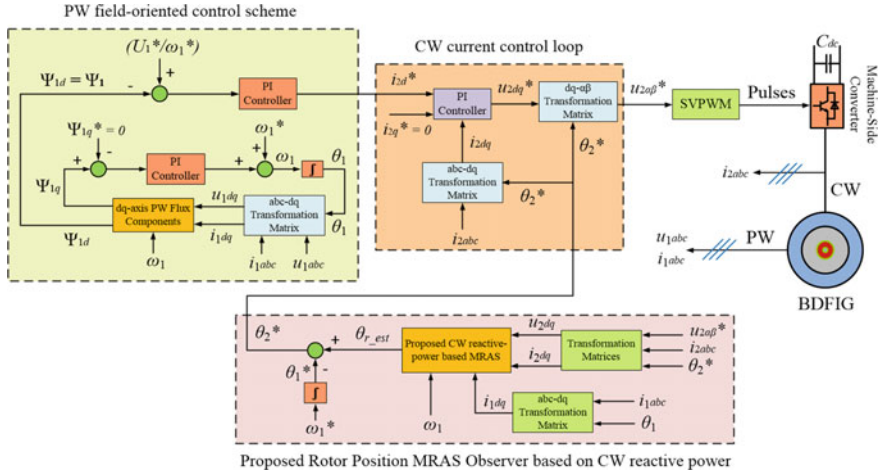 PW field-oriented control scheme
(U1*/ω1*)
+
-
Ψ1d = Ψ1
PI
Controller
Ψ1q* = 0
-
+
Ψ1q
PI
Controller
+
ω1*
+
ω1
∫
θ1
dq-axis PW Flux
Components
u1dq
i1dq
abc-dq
Transformation
Matrix
θ1
Ψ1d
ω1
i1abc
u1abc
CW current control loop
i2d*
i2q* = 0
PI
Controller
u2dq*
dq-αβ
Transformation
Matrix
u2αβ*
i2dq
θ2*
abc-dq
Transformation
Matrix
θ2*
i2abc
SVPWM
Pulses
Cdc
Machine-Side
Converter
i2abc
CW
u1abc
i1abc
PW
BDFIG
θ2*
+
-
θr_est
θ1*
∫
ω1*
Proposed CW reactive-
power based MRAS
ω1
u2dq
i2dq
Transformation
Matrices
u2αβ*
i2abc
θ2*
i1dq
abc-dq
Transformation
Matrix
i1abc
θ1
Proposed Rotor Position MRAS Observer based on CW reactive power